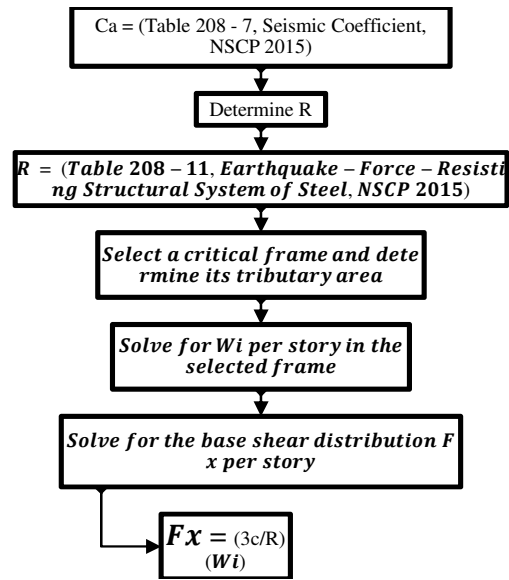 Ca = (Table 208 - 7, Seismic Coefficient,
NSCP 2015)
Determine R
R = (Table 208 – 11, Earthquake – Force – Resisti
ng Structural System of Steel, NSCP 2015)
Select a critical frame and dete
rmine its tributary area
Solve for Wi per story in the
selected frame
Solve for the base shear distribution F
x per story
Fx = (3c/R)
(Wi)